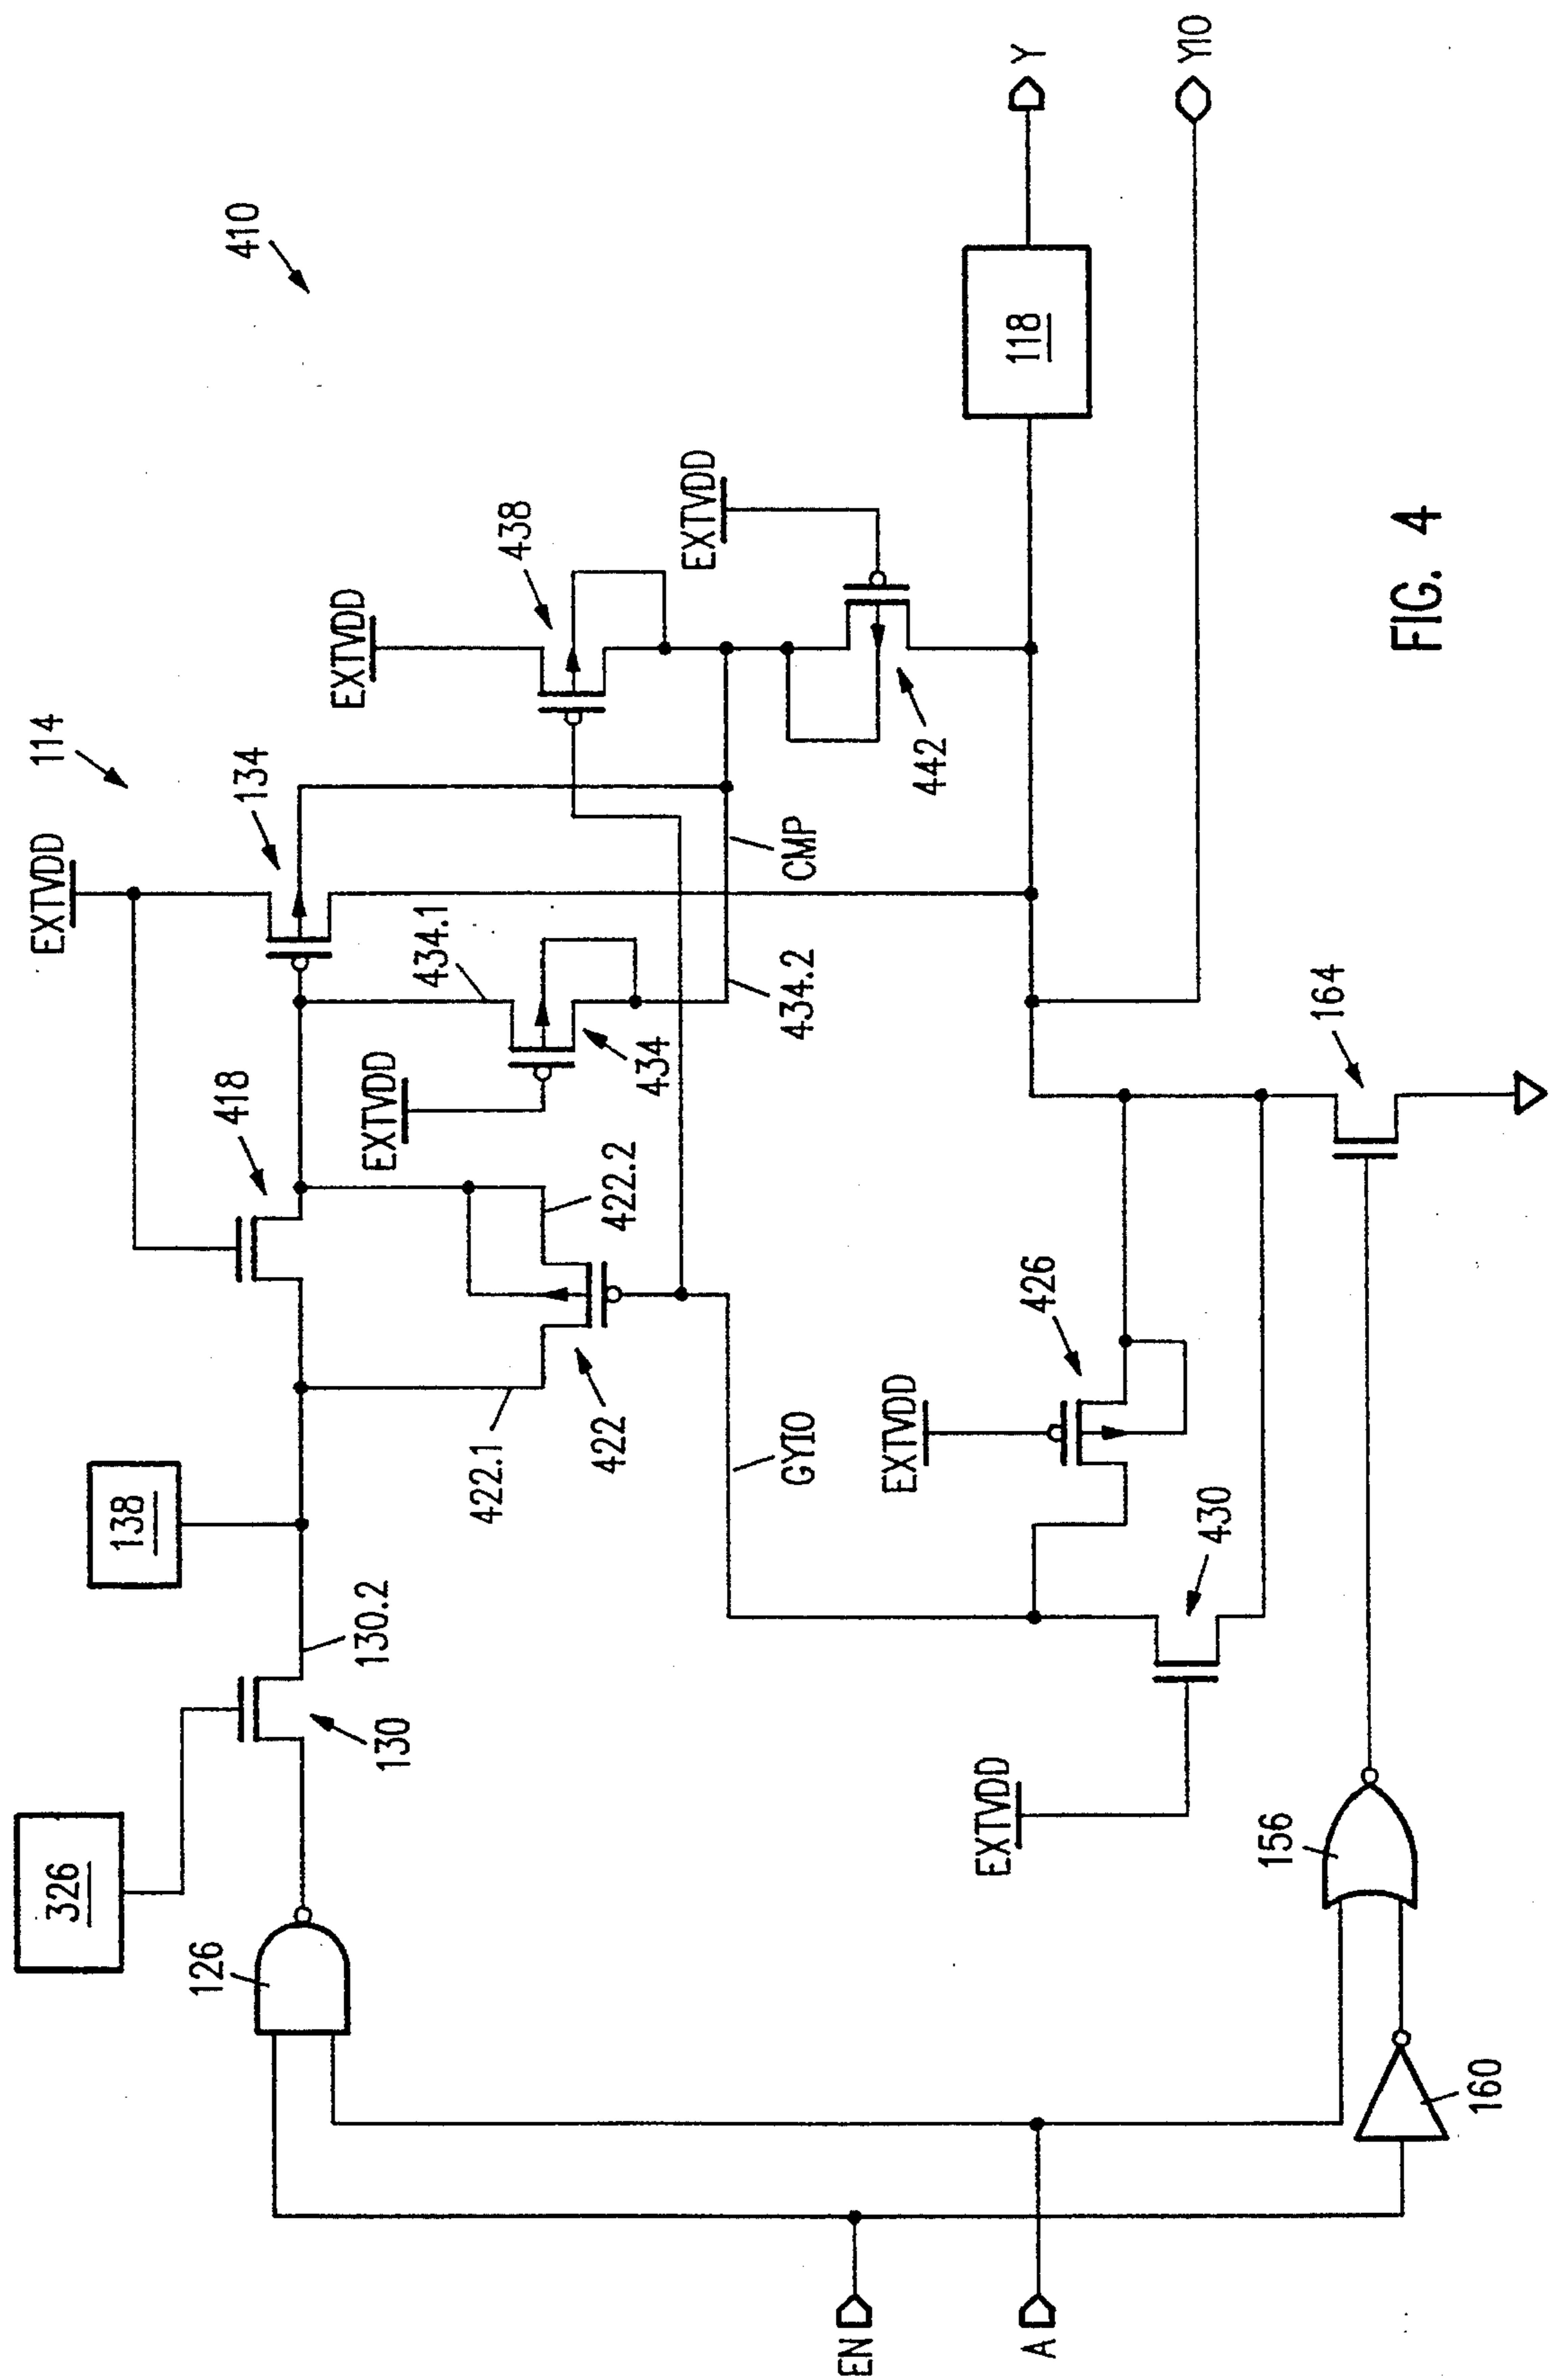 410
114
EXTVDD
134
EXTVDD
438
EXTVDD
442
118
Y
YIO
418
434.1
EXTVDD
434
434.2
CMP
422.2
422
422.1
138
130.2
130
326
126
GYIO
EXTVDD
426
430
EXTVDD
164
156
160
EN
A
FIG. 4